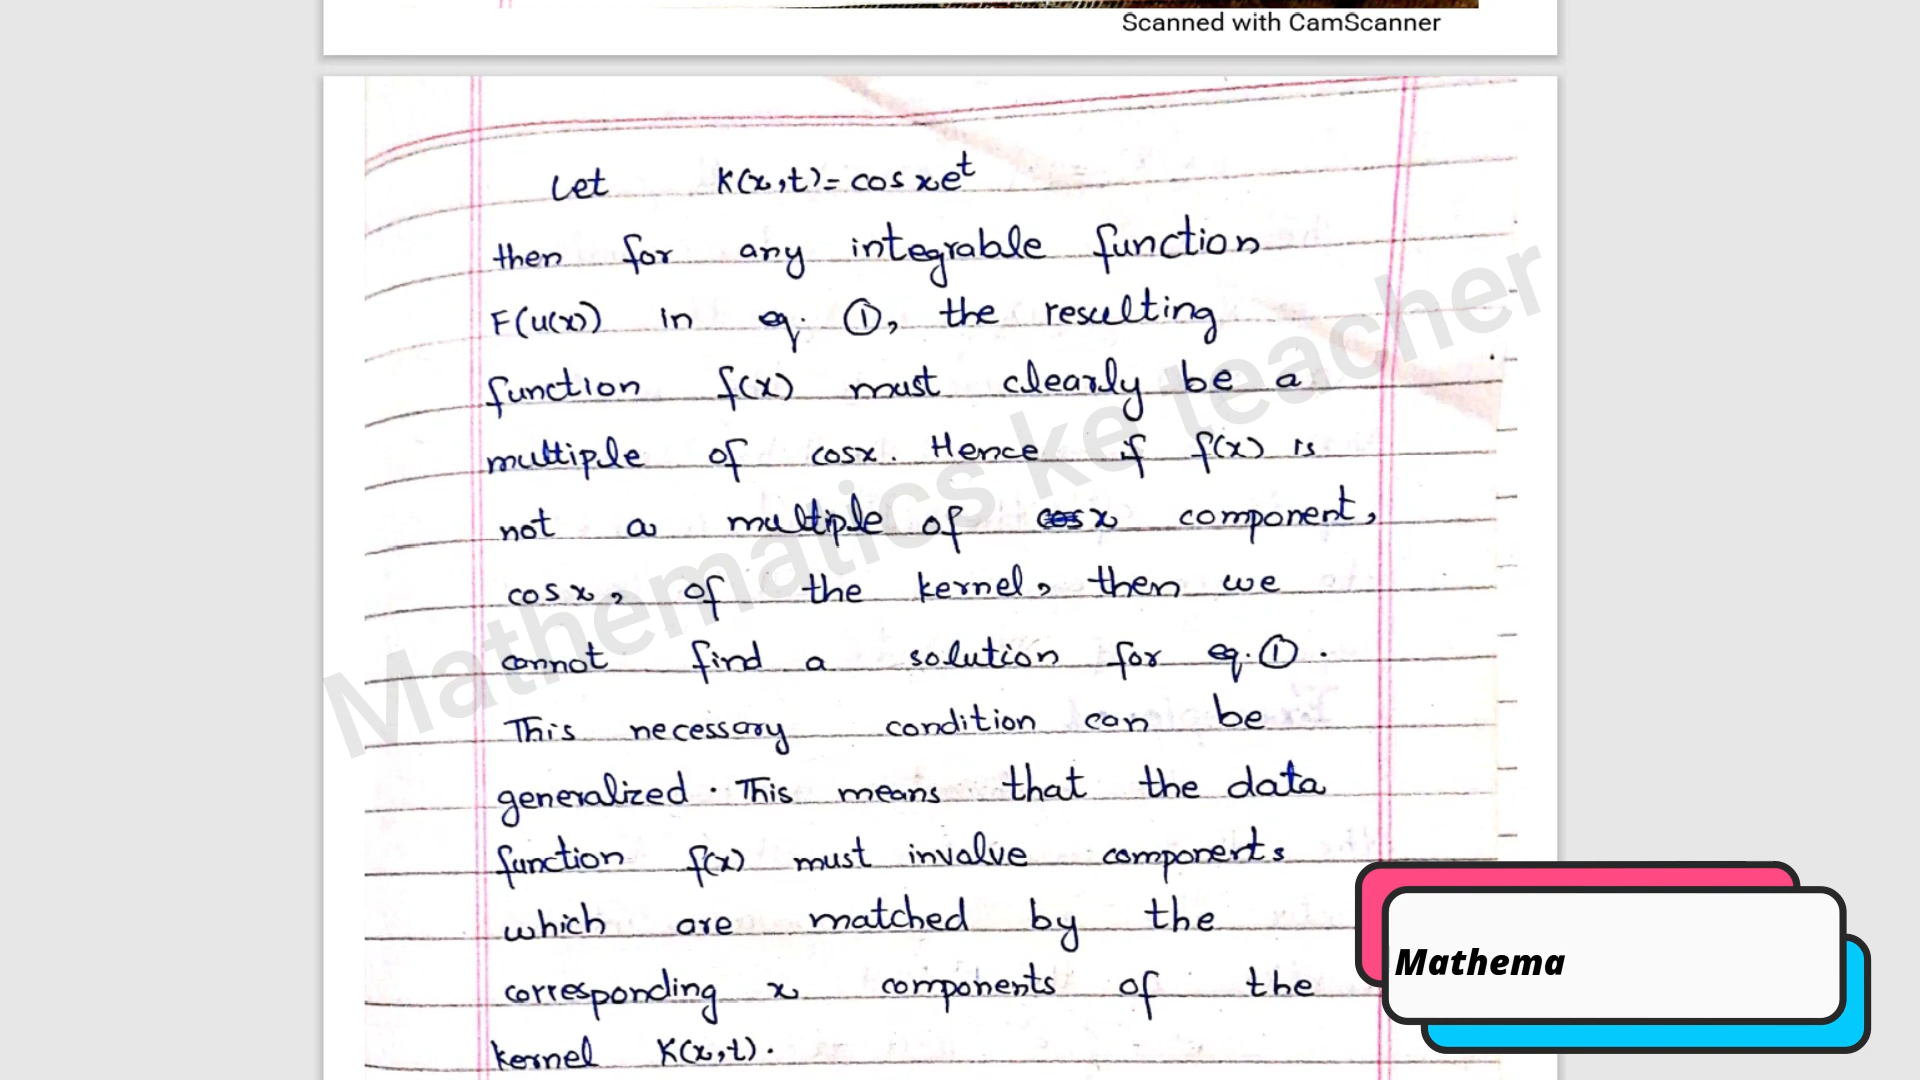 Scanned with CamScanner
Let K(x,t)= cos xe^t
then for any integrable function
F(u(x)) in eq. ①, the resulting
function f(x) must clearly be a
multiple of cosx. Hence if f(x) is
not a multiple of x component,
cos x, of the kernel, then we
cannot find a solution for eq. ①.
This necessary condition can be
generalized. This means that the data
function f(x) must involve components
which are matched by the
corresponding x components of the
kernel K(x,t).
Mathematics ke teacher
Mathema